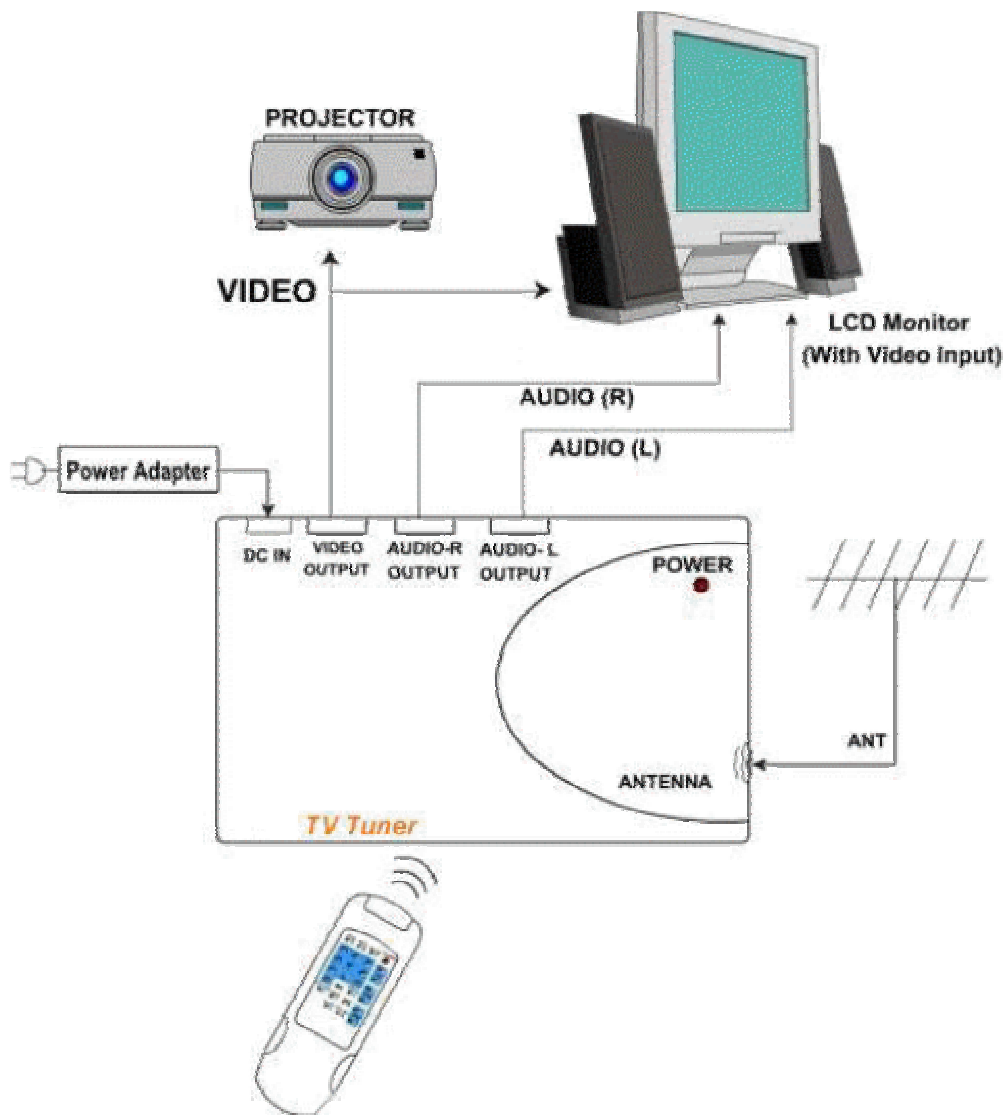 PROJECTOR
VIDEO
LCD Monitor
(With Video input)
AUDIO (R)
AUDIO (L)
Power Adapter
DC IN
VIDEO
OUTPUT
AUDIO-R
OUTPUT
AUDIO- L
OUTPUT
POWER
ANT
ANTENNA
TV Tuner